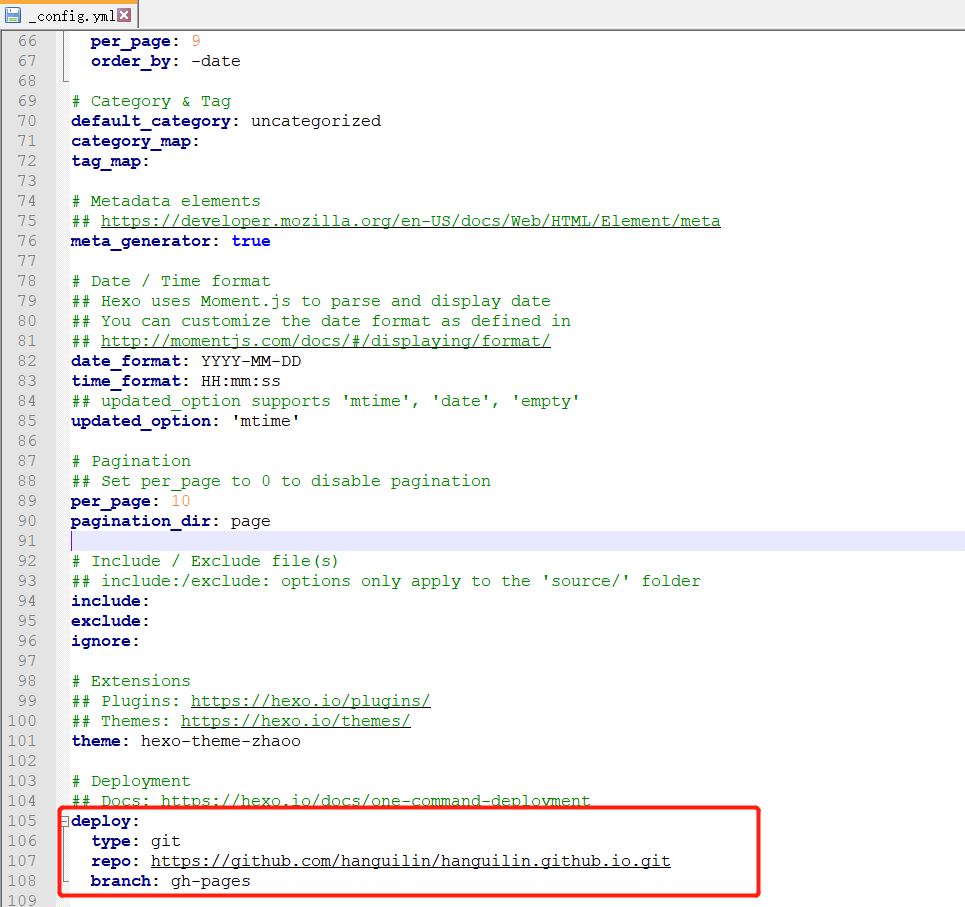 _config.yml
66 per_page: 9
67 order_by: -date
68
69 # Category & Tag
70 default_category: uncategorized
71 category_map:
72 tag_map:
73
74 # Metadata elements
75 ## https://developer.mozilla.org/en-US/docs/Web/HTML/Element/meta
76 meta_generator: true
77
78 # Date / Time format
79 ## Hexo uses Moment.js to parse and display date
80 ## You can customize the date format as defined in
81 ## http://momentjs.com/docs/#/displaying/format/
82 date_format: YYYY-MM-DD
83 time_format: HH:mm:ss
84 ## updated_option supports 'mtime', 'date', 'empty'
85 updated_option: 'mtime'
86
87 # Pagination
88 ## Set per_page to 0 to disable pagination
89 per_page: 10
90 pagination_dir: page
91
92 # Include / Exclude file(s)
93 ## include:/exclude: options only apply to the 'source/' folder
94 include:
95 exclude:
96 ignore:
97
98 # Extensions
99 ## Plugins: https://hexo.io/plugins/
100 ## Themes: https://hexo.io/themes/
101 theme: hexo-theme-zhaoo
102
103 # Deployment
104 ## Docs: https://hexo.io/docs/one-command-deployment
105 deploy:
106 type: git
107 repo: https://github.com/hanguilin/hanguilin.github.io.git
108 branch: gh-pages
109